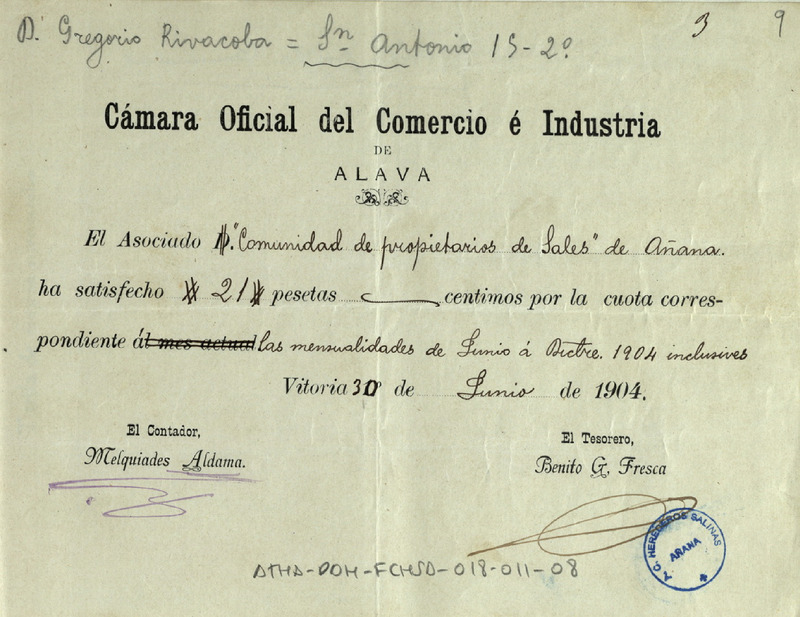 D. Gregorio Rivacoba = Sn Antonio 15-2º
3 9
Cámara Oficial del Comercio é Industria
DE
ALAVA
El Asociado D. "Comunidad de propietarios de Sales" de Añana.
ha satisfecho # 21 # pesetas centimos por la cuota corres-
pondiente ál mes actual las mensualidades de Junio á Dictre. 1904 inclusives
Vitoria 30 de Junio de 1904.
El Contador,
Melquiades Aldama.
El Tesorero,
Benito G. Fresca
HEREDEROS SALINAS
AÑANA
ATHA-DOH-FCHSD-018-011-08